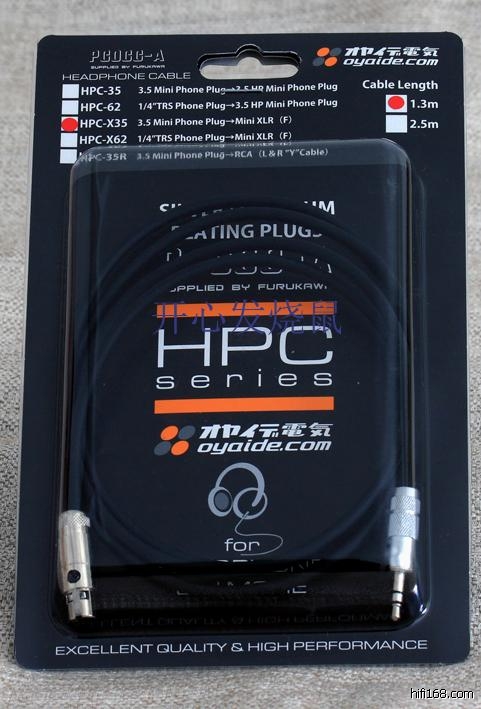 PCOCC-A
SUPPLIED BY FURUKAWA
HEADPHONE CABLE
オヤイデ電気
oyaide.com
HPC-35 3.5 Mini Phone Plug→3.5 HP Mini Phone Plug
HPC-62 1/4"TRS Phone Plug→3.5 HP Mini Phone Plug
HPC-X35 3.5 Mini Phone Plug→Mini XLR (F)
HPC-X62 1/4"TRS Phone Plug→Mini XLR (F)
HPC-35R 3.5 Mini Phone Plug→RCA (L&R "Y"Cable)
Cable Length
1.3m
2.5m
PLUGS
SUPPLIED BY FURUKAWA
开心发烧鼠
HPC
series
オヤイデ電気
oyaide.com
for
EXCELLENT QUALITY & HIGH PERFORMANCE
hifi168.com